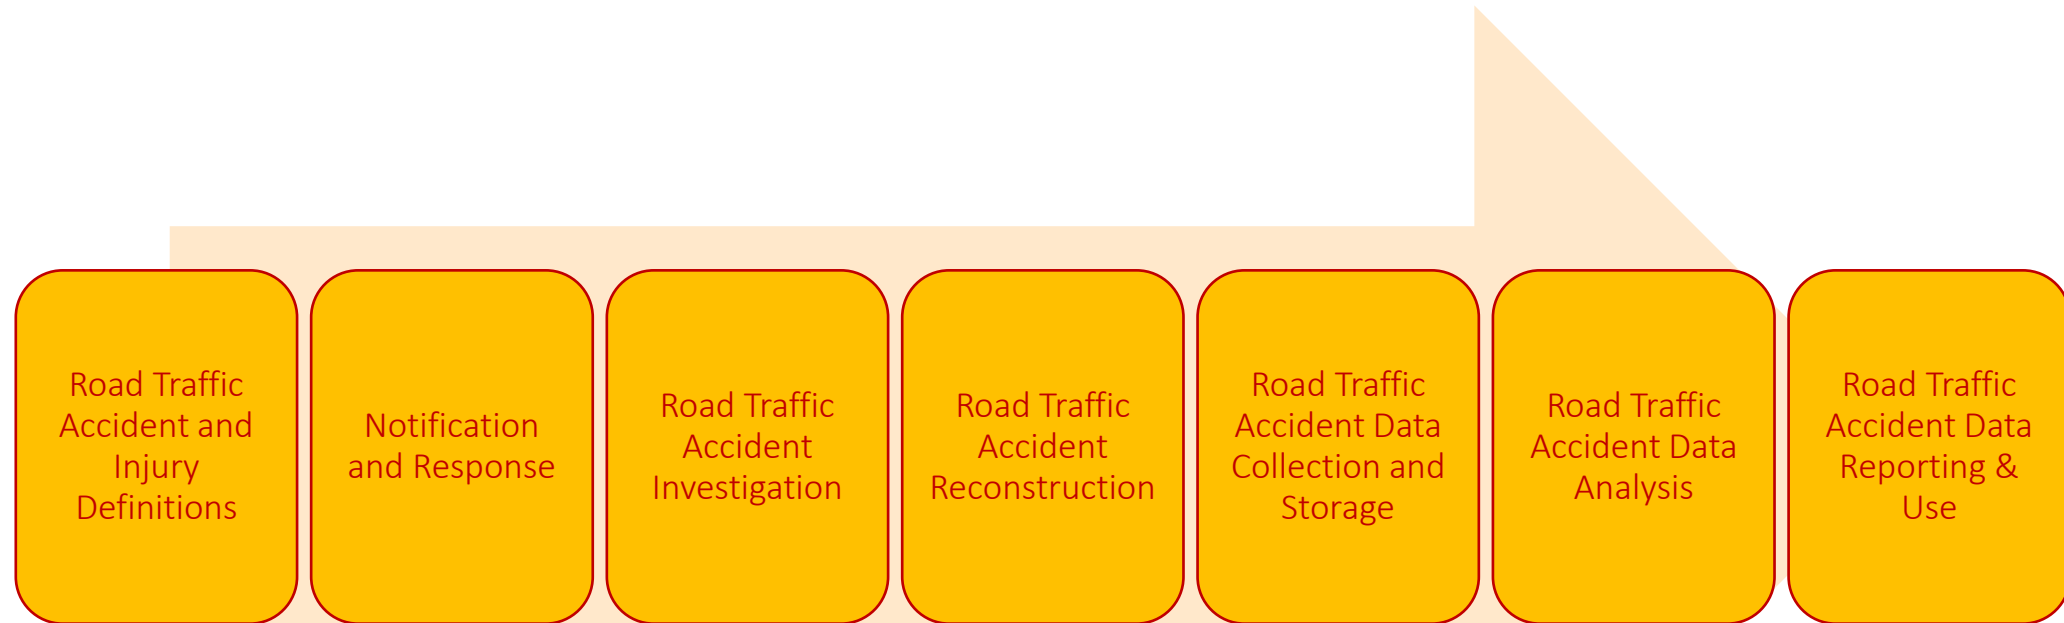 Road Traffic
Accident and
Injury
Definitions
Notification
and Response
Road Traffic
Accident
Investigation
Road Traffic
Accident
Reconstruction
Road Traffic
Accident Data
Collection and
Storage
Road Traffic
Accident Data
Analysis
Road Traffic
Accident Data
Reporting &
Use